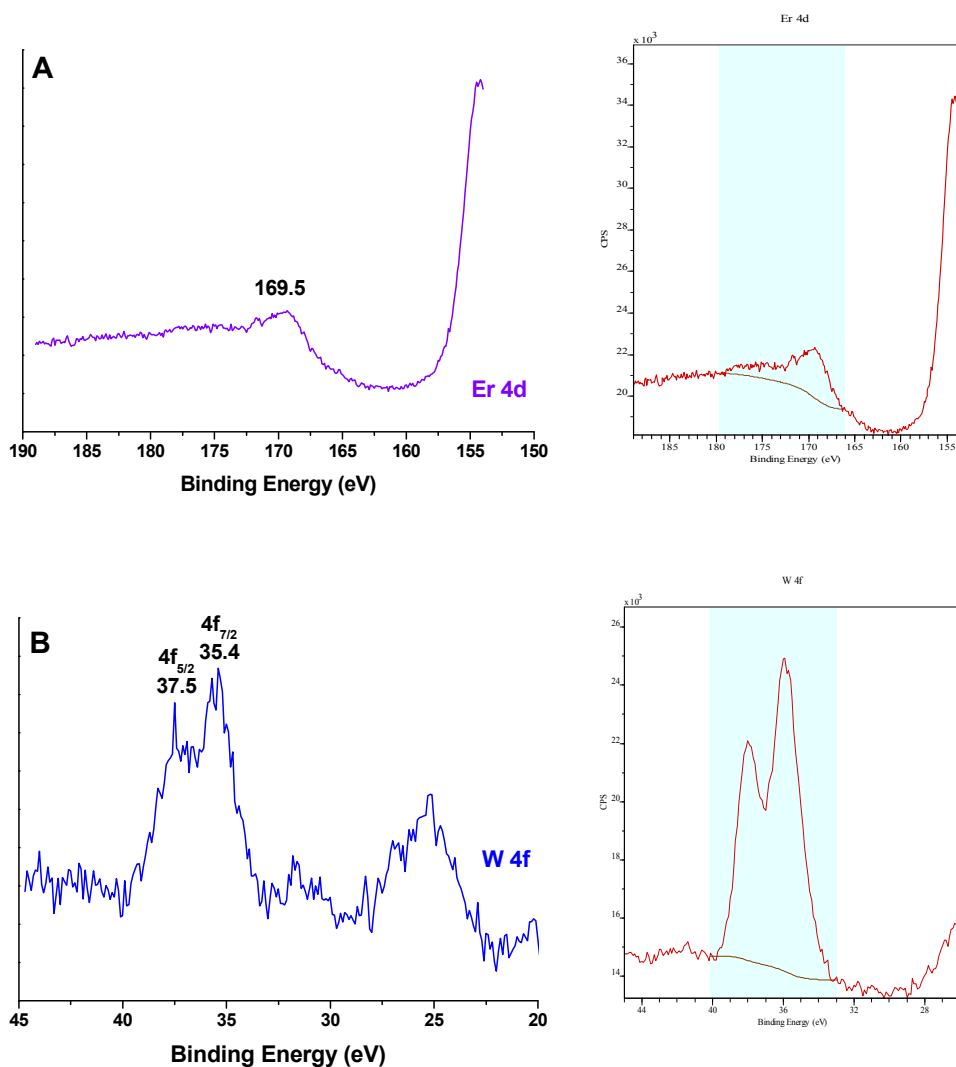 A
169.5
Er 4d
190 185 180 175 170 165 160 155 150
Binding Energy (eV)
Er 4d
x 10³
36
34
32
30
28
26
24
22
20
CPS
185 180 175 170 165 160 155
Binding Energy (eV)
B
4f5/2
37.5
4f7/2
35.4
W 4f
45 40 35 30 25 20
Binding Energy (eV)
W 4f
x 10³
26
24
22
20
18
16
14
CPS
44 40 36 32 28
Binding Energy (eV)